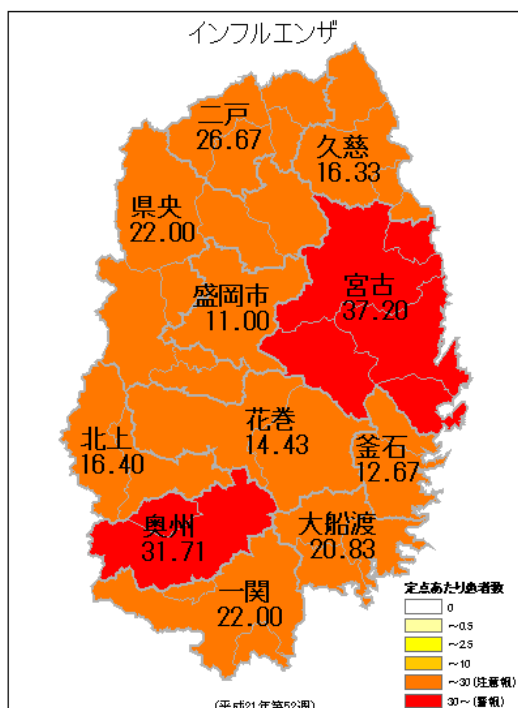 インフルエンザ
二戸
26.67
久慈
16.33
県央
22.00
宮古
37.20
盛岡市
11.00
花巻
14.43
北上
16.40
釜石
12.67
奥州
31.71
大船渡
20.83
一関
22.00
定点あたり患者数
0
～0.5
～2.5
～10
～30(注意報)
30～(警報)
(平成21年第52週)